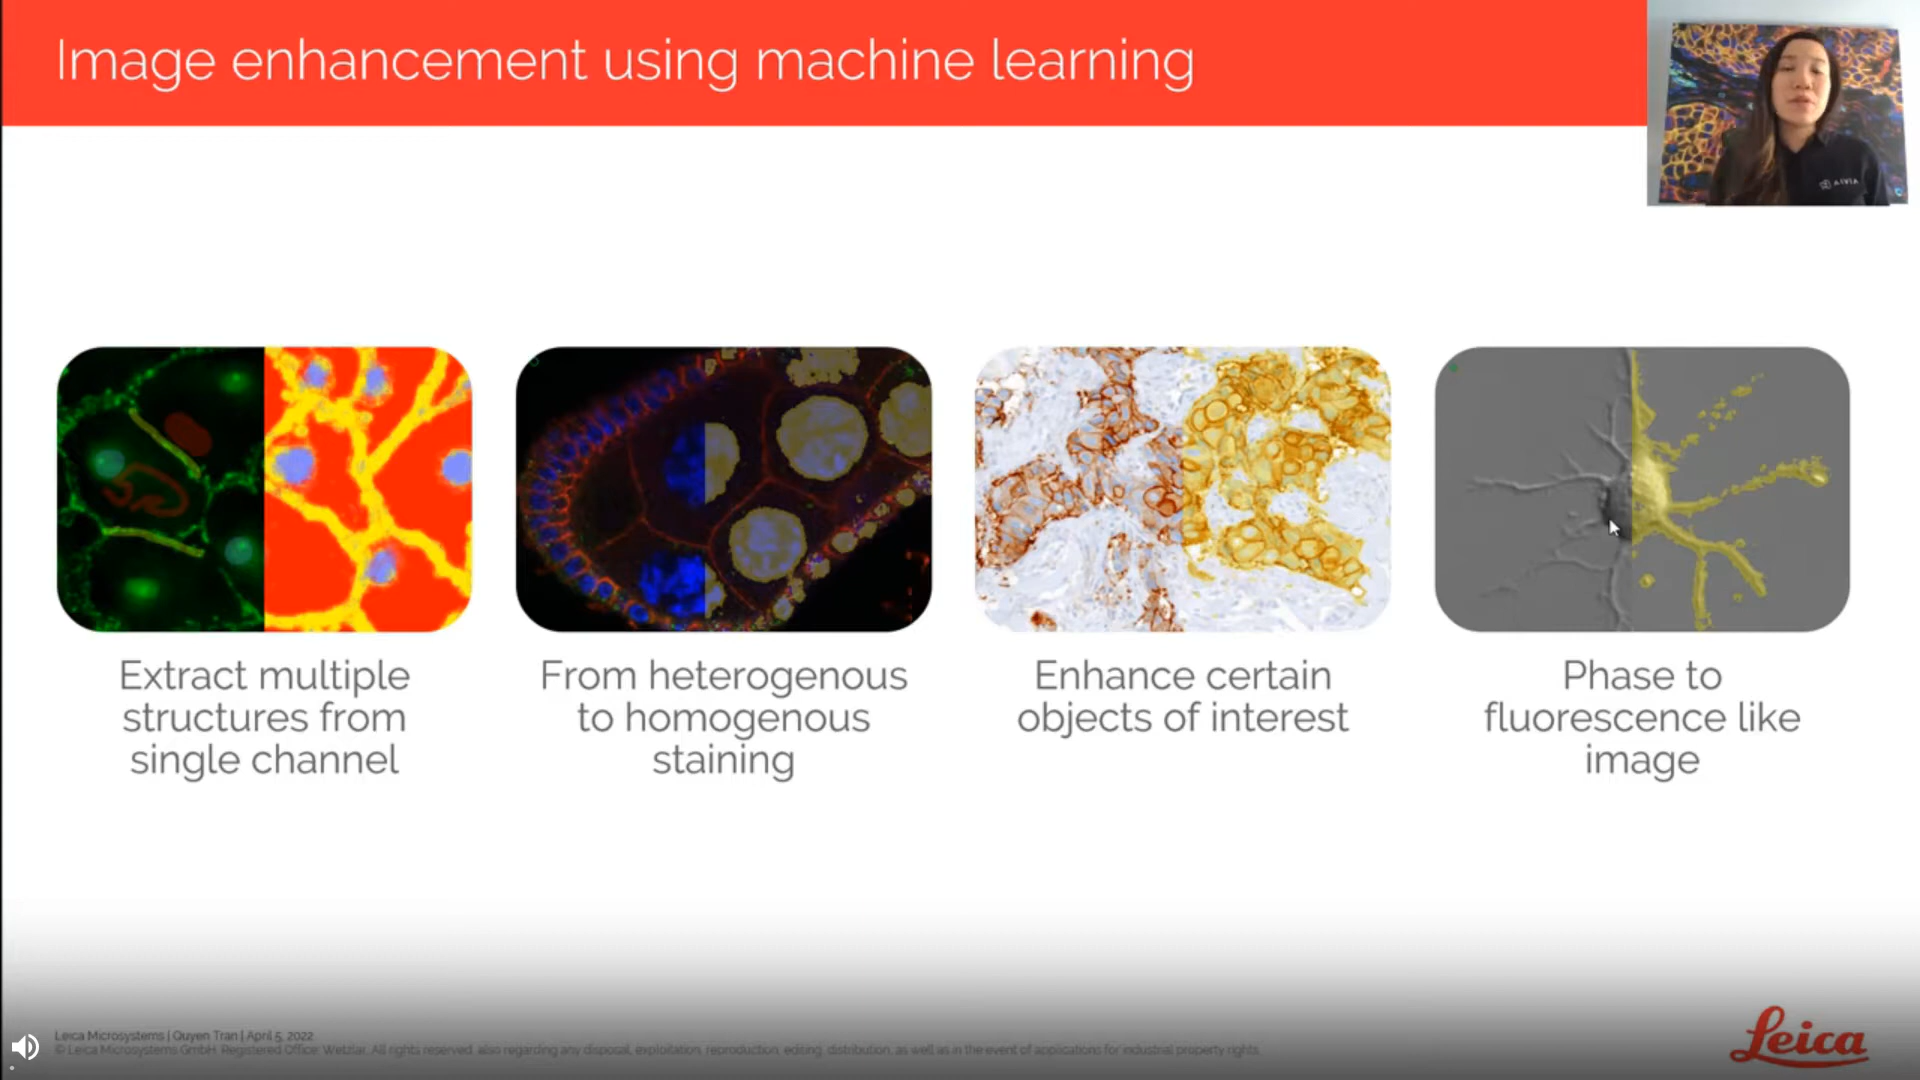 Image enhancement using machine learning
AIVIA
Extract multiple
structures from
single channel
From heterogenous
to homogenous
staining
Enhance certain
objects of interest
Phase to
fluorescence like
image
Leica Microsystems | Quyen Tran | April 5, 2022
© Leica Microsystems GmbH. Registered Office: Wetzlar. All rights reserved, also regarding any disposal, exploitation, reproduction, editing, distribution, as well as in the event of applications for industrial property rights.
Leica